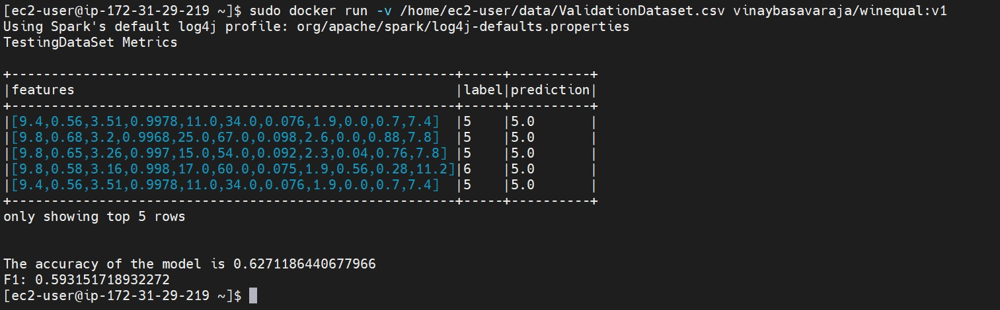 [ec2-user@ip-172-31-29-219 ~]$ sudo docker run -v /home/ec2-user/data/ValidationDataset.csv vinaybasavaraja/winequal:v1
Using Spark's default log4j profile: org/apache/spark/log4j-defaults.properties
TestingDataSet Metrics
+--------------------------------------------------------+-----+----------+
|features                                                |label|prediction|
+--------------------------------------------------------+-----+----------+
|[9.4,0.56,3.51,0.9978,11.0,34.0,0.076,1.9,0.0,0.7,7.4]  |5    |5.0       |
|[9.8,0.68,3.2,0.9968,25.0,67.0,0.098,2.6,0.0,0.88,7.8]  |5    |5.0       |
|[9.8,0.65,3.26,0.997,15.0,54.0,0.092,2.3,0.04,0.76,7.8] |5    |5.0       |
|[9.8,0.58,3.16,0.998,17.0,60.0,0.075,1.9,0.56,0.28,11.2]|6    |5.0       |
|[9.4,0.56,3.51,0.9978,11.0,34.0,0.076,1.9,0.0,0.7,7.4]  |5    |5.0       |
+--------------------------------------------------------+-----+----------+
only showing top 5 rows
The accuracy of the model is 0.6271186440677966
F1: 0.593151718932272
[ec2-user@ip-172-31-29-219 ~]$